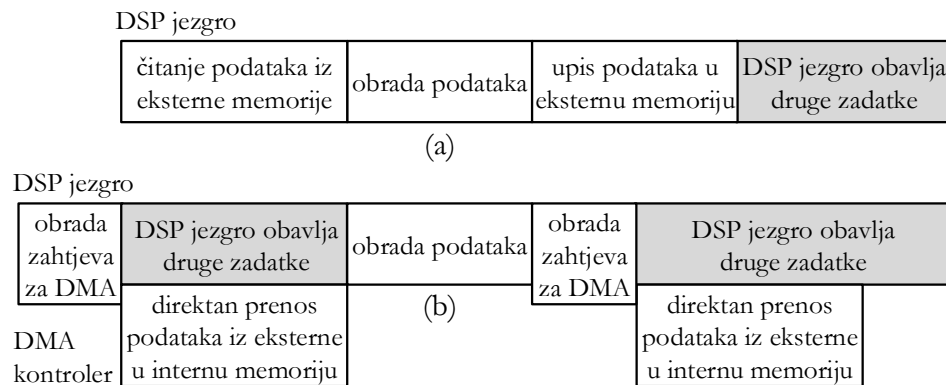 DSP jezgro
čitanje podataka iz
eksterne memorije
obrada podataka
upis podataka u
eksternu memoriju
DSP jezgro obavlja
druge zadatke
(a)
DSP jezgro
obrada
zahtjeva
za DMA
DSP jezgro obavlja
druge zadatke
obrada podataka
obrada
zahtjeva
za DMA
DSP jezgro obavlja
druge zadatke
(b)
DMA
kontroler
direktan prenos
podataka iz eksterne
u internu memoriju
direktan prenos
podataka iz eksterne
u internu memoriju